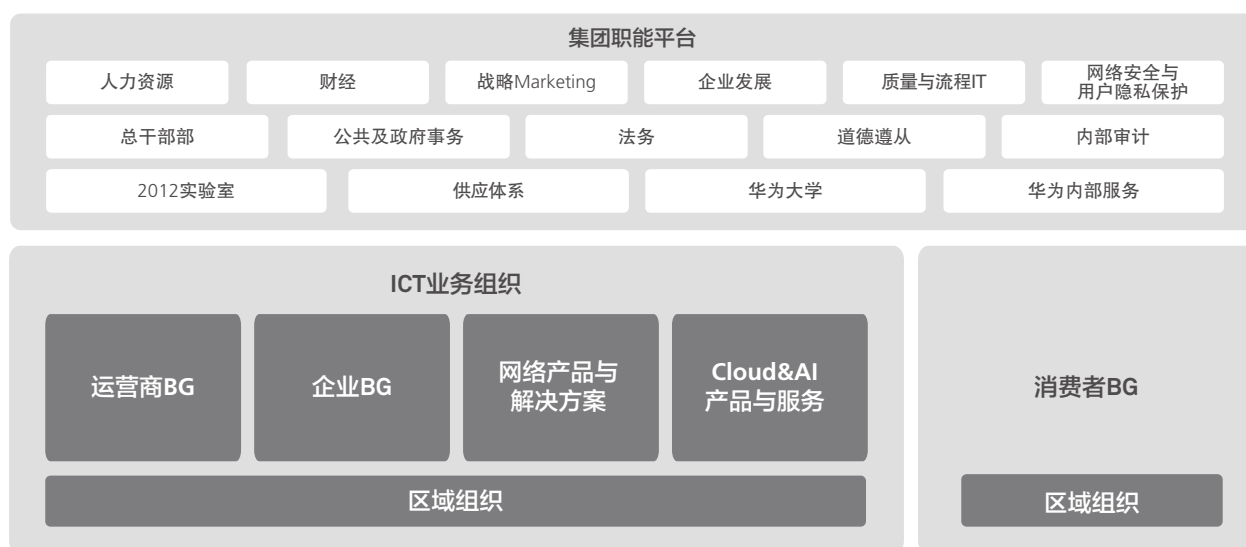 集团职能平台
人力资源
财经
战略Marketing
企业发展
质量与流程IT
网络安全与
用户隐私保护
总干部部
公共及政府事务
法务
道德遵从
内部审计
2012实验室
供应体系
华为大学
华为内部服务
ICT业务组织
运营商BG
企业BG
网络产品与
解决方案
Cloud&AI
产品与服务
区域组织
消费者BG
区域组织